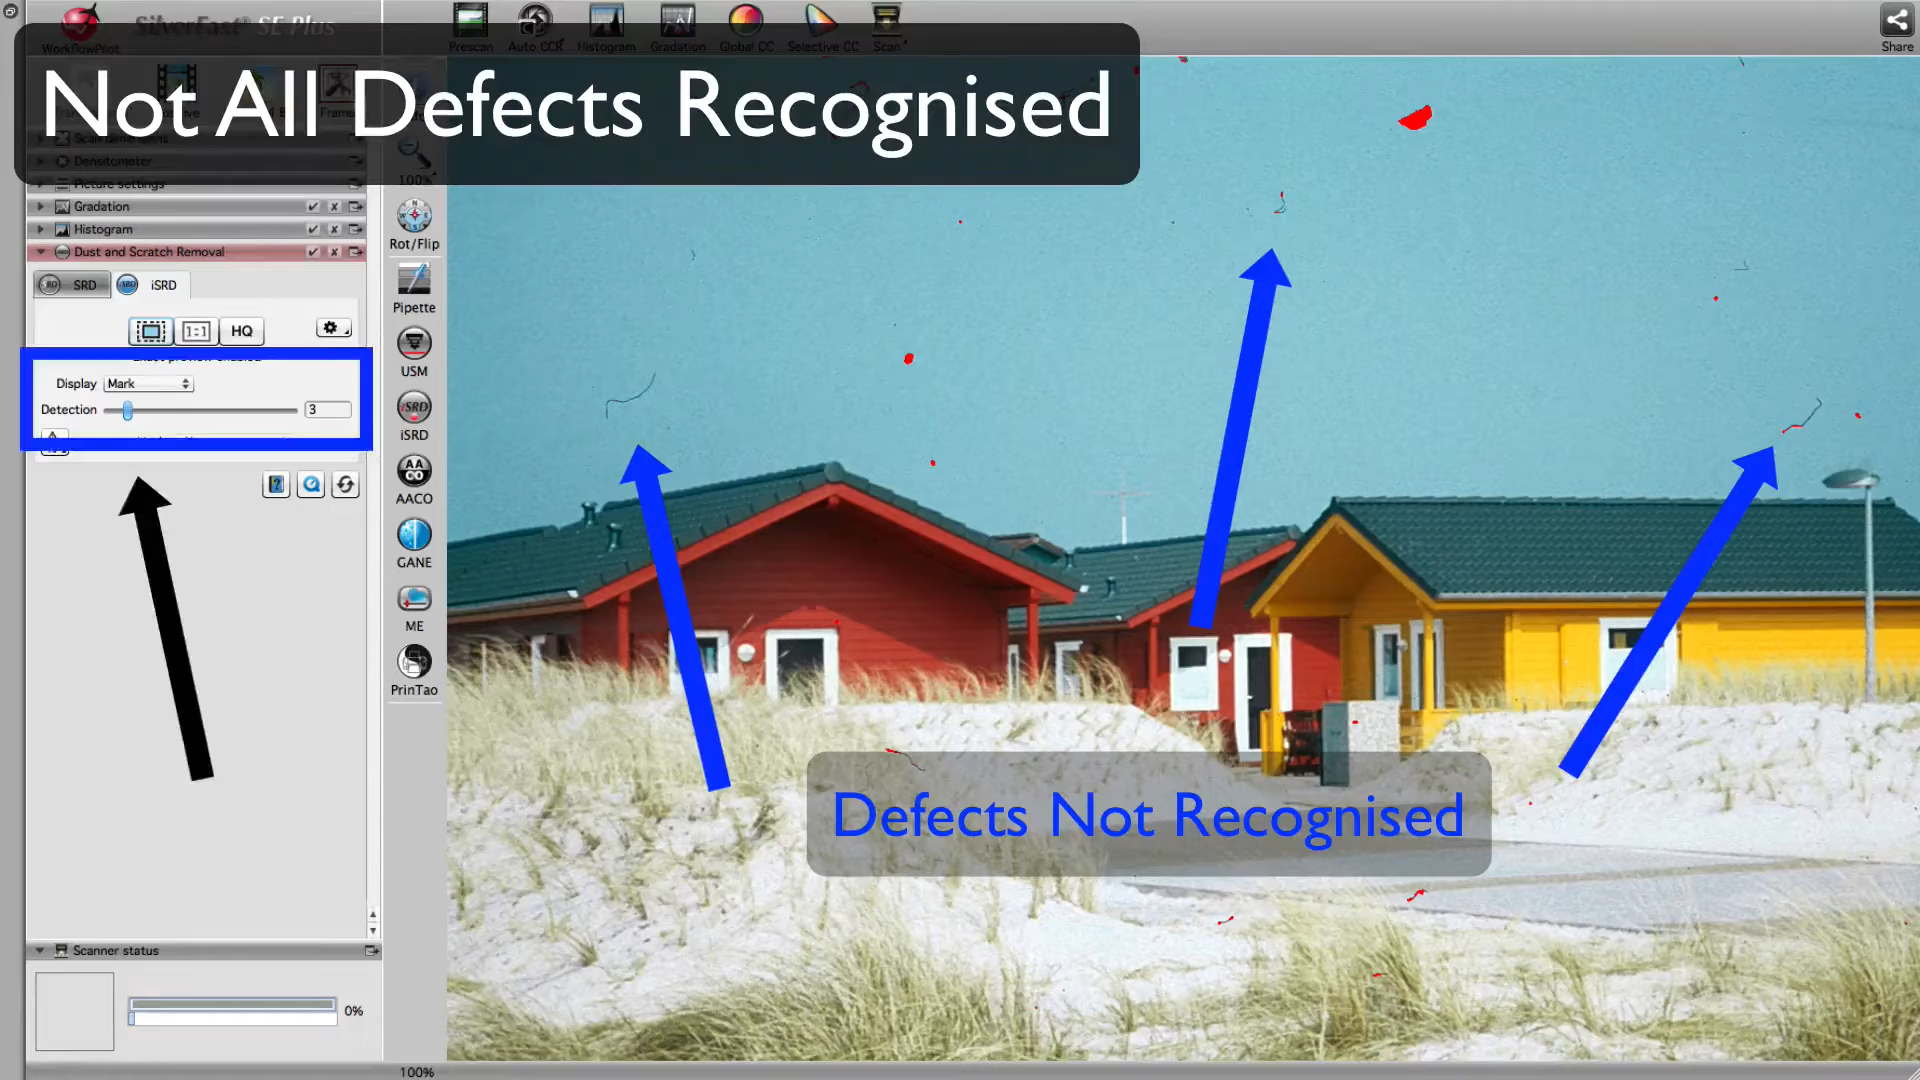 SilverFast® SE Plus
WorkflowPilot
Prescan
Auto CCR
Histogram
Gradation
Global CC
Selective CC
Scan
Share
Not All Defects Recognised
Densitometer
Picture settings
Gradation
Histogram
Dust and Scratch Removal
SRD
iSRD
1:1
HQ
Display
Mark
Detection
3
100%
Rot/Flip
Pipette
USM
iSRD
AACO
GANE
ME
PrinTao
Defects Not Recognised
Scanner status
0%
100%